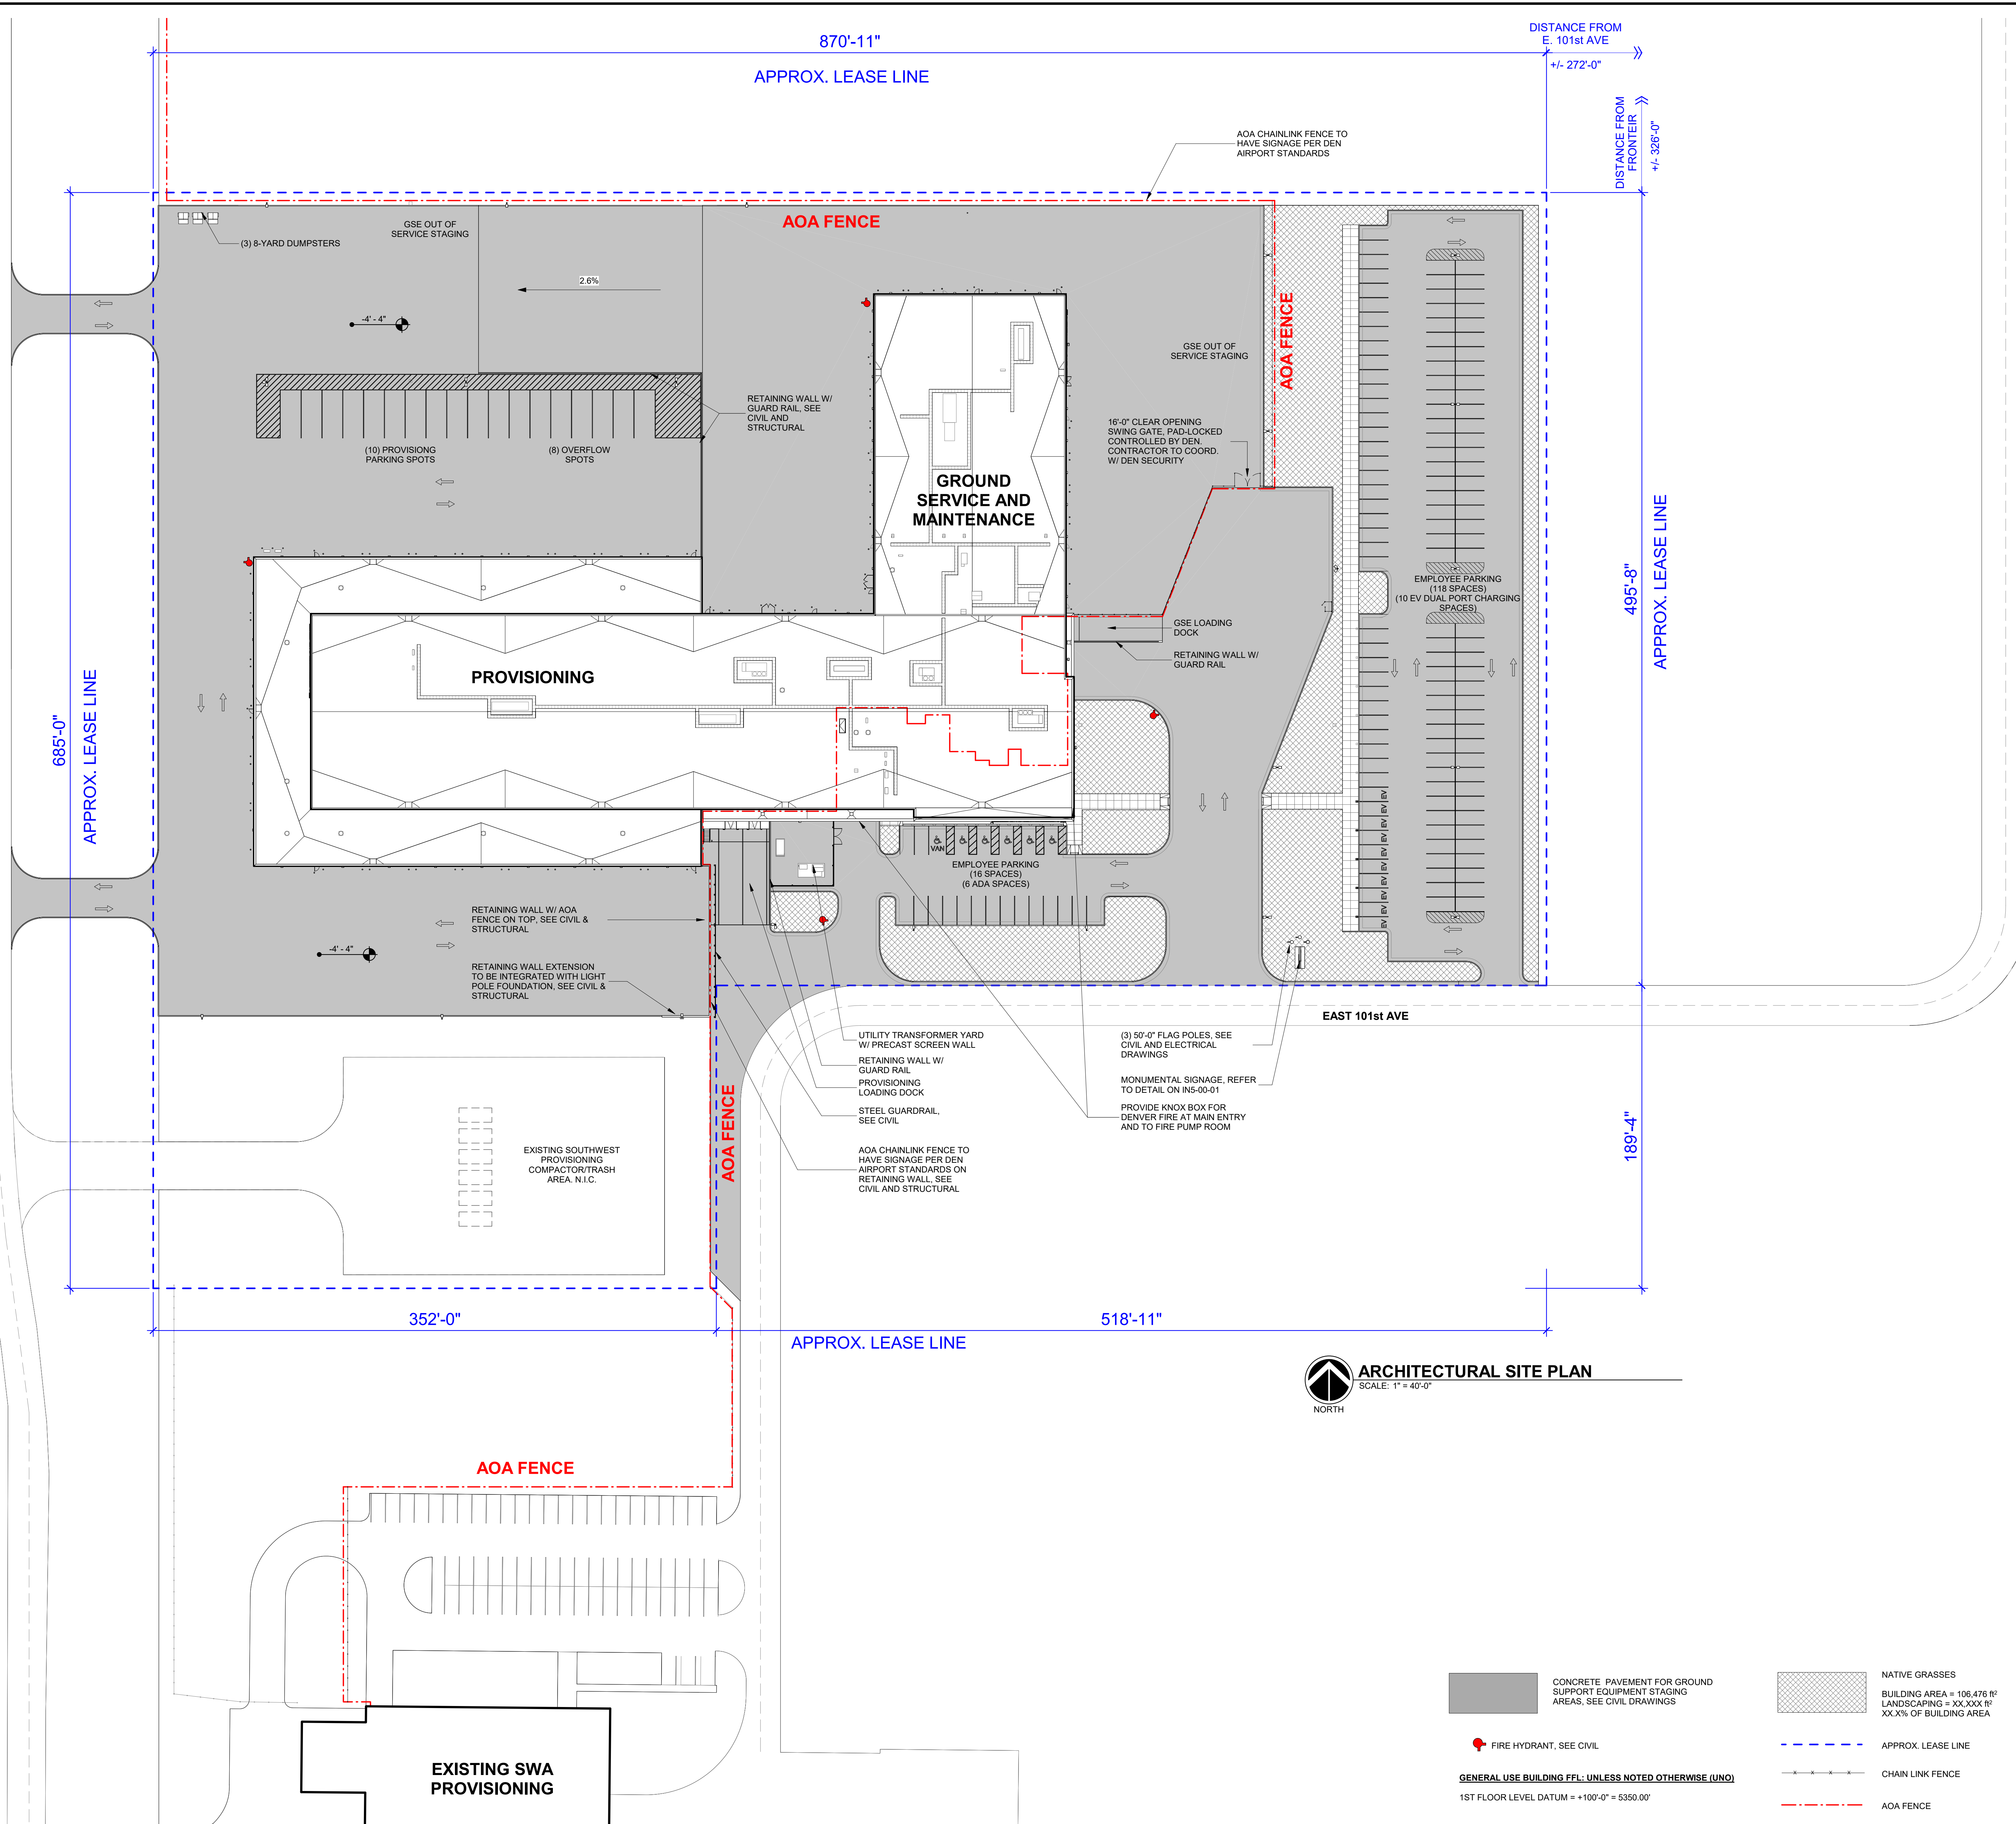 870'-11"
APPROX. LEASE LINE
DISTANCE FROM
E. 101st AVE
+/- 272'-0"
DISTANCE FROM
FRONTEIR
+/- 326'-0"
AOA CHAINLINK FENCE TO
HAVE SIGNAGE PER DEN
AIRPORT STANDARDS
AOA FENCE
(3) 8-YARD DUMPSTERS
GSE OUT OF
SERVICE STAGING
2.6%
-4' - 4"
AOA FENCE
GSE OUT OF
SERVICE STAGING
RETAINING WALL W/
GUARD RAIL, SEE
CIVIL AND
STRUCTURAL
16'-0" CLEAR OPENING
SWING GATE, PAD-LOCKED
CONTROLLED BY DEN.
CONTRACTOR TO COORD.
W/ DEN SECURITY
(10) PROVISIONG
PARKING SPOTS
(8) OVERFLOW
SPOTS
GROUND
SERVICE AND
MAINTENANCE
EMPLOYEE PARKING
(118 SPACES)
(10 EV DUAL PORT CHARGING
SPACES)
495'-8"
APPROX. LEASE LINE
GSE LOADING
DOCK
RETAINING WALL W/
GUARD RAIL
PROVISIONING
685'-0"
APPROX. LEASE LINE
EV
EV
EV
EV
EV
EV
EV
EV
EV
EV
VAN
EMPLOYEE PARKING
(16 SPACES)
(6 ADA SPACES)
RETAINING WALL W/ AOA
FENCE ON TOP, SEE CIVIL &
STRUCTURAL
-4' - 4"
RETAINING WALL EXTENSION
TO BE INTEGRATED WITH LIGHT
POLE FOUNDATION, SEE CIVIL &
STRUCTURAL
EAST 101st AVE
UTILITY TRANSFORMER YARD
W/ PRECAST SCREEN WALL
RETAINING WALL W/
GUARD RAIL
PROVISIONING
LOADING DOCK
STEEL GUARDRAIL,
SEE CIVIL
AOA CHAINLINK FENCE TO
HAVE SIGNAGE PER DEN
AIRPORT STANDARDS ON
RETAINING WALL, SEE
CIVIL AND STRUCTURAL
(3) 50'-0" FLAG POLES, SEE
CIVIL AND ELECTRICAL
DRAWINGS
MONUMENTAL SIGNAGE, REFER
TO DETAIL ON IN5-00-01
PROVIDE KNOX BOX FOR
DENVER FIRE AT MAIN ENTRY
AND TO FIRE PUMP ROOM
AOA FENCE
EXISTING SOUTHWEST
PROVISIONING
COMPACTOR/TRASH
AREA. N.I.C.
189'-4"
352'-0"
518'-11"
APPROX. LEASE LINE
ARCHITECTURAL SITE PLAN
SCALE: 1" = 40'-0"
NORTH
AOA FENCE
EXISTING SWA
PROVISIONING
CONCRETE PAVEMENT FOR GROUND
SUPPORT EQUIPMENT STAGING
AREAS, SEE CIVIL DRAWINGS
FIRE HYDRANT, SEE CIVIL
GENERAL USE BUILDING FFL: UNLESS NOTED OTHERWISE (UNO)
1ST FLOOR LEVEL DATUM = +100'-0" = 5350.00'
NATIVE GRASSES
BUILDING AREA = 106,476 ft²
LANDSCAPING = XX,XXX ft²
XX.X% OF BUILDING AREA
APPROX. LEASE LINE
x x x x
CHAIN LINK FENCE
AOA FENCE